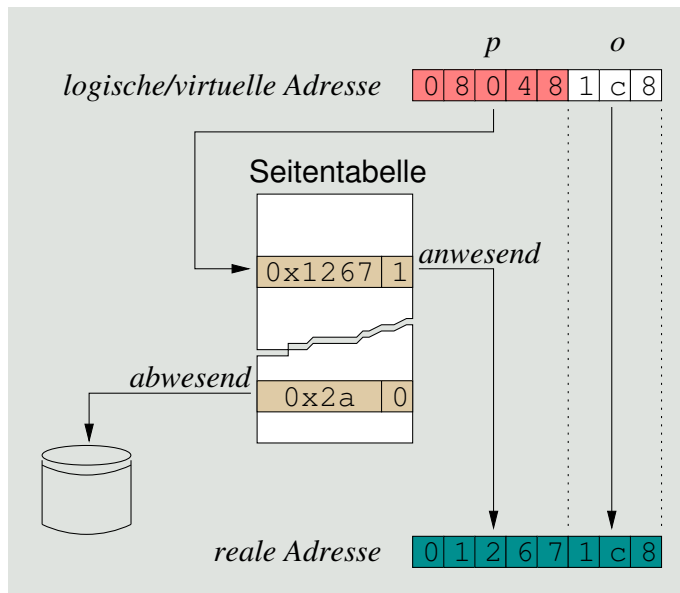 p o
logische/virtuelle Adresse 0 8 0 4 8 1 c 8
Seitentabelle
0x1267 1 anwesend
abwesend
0x2a 0
reale Adresse 0 1 2 6 7 1 c 8